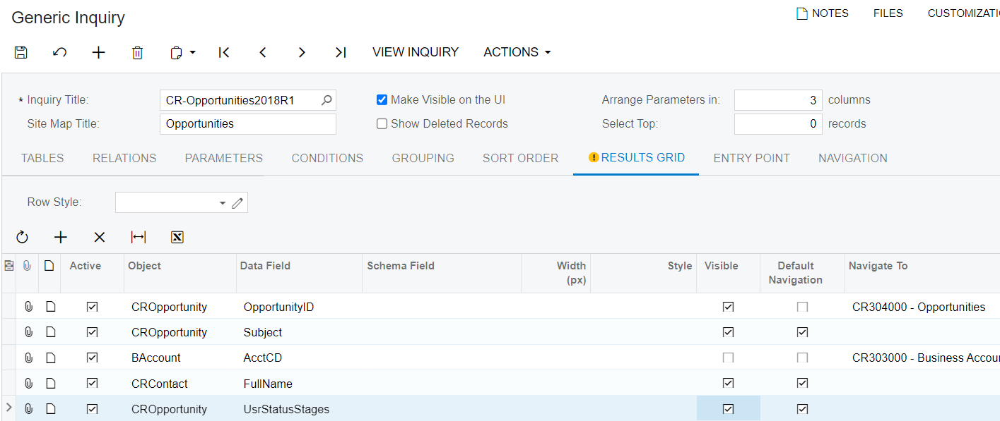 Generic Inquiry
NOTES FILES CUSTOMIZATI
VIEW INQUIRY ACTIONS
* Inquiry Title: CR-Opportunities2018R1 Make Visible on the UI Arrange Parameters in: 3 columns
Site Map Title: Opportunities Show Deleted Records Select Top: 0 records
TABLES RELATIONS PARAMETERS CONDITIONS GROUPING SORT ORDER RESULTS GRID ENTRY POINT NAVIGATION
Row Style:
Active Object Data Field Schema Field Width (px) Style Visible Default Navigation Navigate To
CROpportunity OpportunityID CR304000 - Opportunities
CROpportunity Subject
BAccount AcctCD CR303000 - Business Accou
CRContact FullName
CROpportunity UsrStatusStages